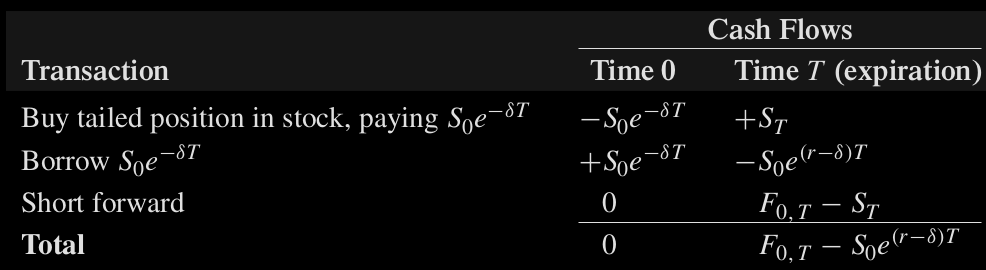 Cash Flows
Transaction Time 0 Time T (expiration)
Buy tailed position in stock, paying S₀e^{−δT} −S₀e^{−δT} +S_T
Borrow S₀e^{−δT} +S₀e^{−δT} −S₀e^{(r−δ)T}
Short forward 0 F_{0, T} − S_T
Total 0 F_{0, T} − S₀e^{(r−δ)T}